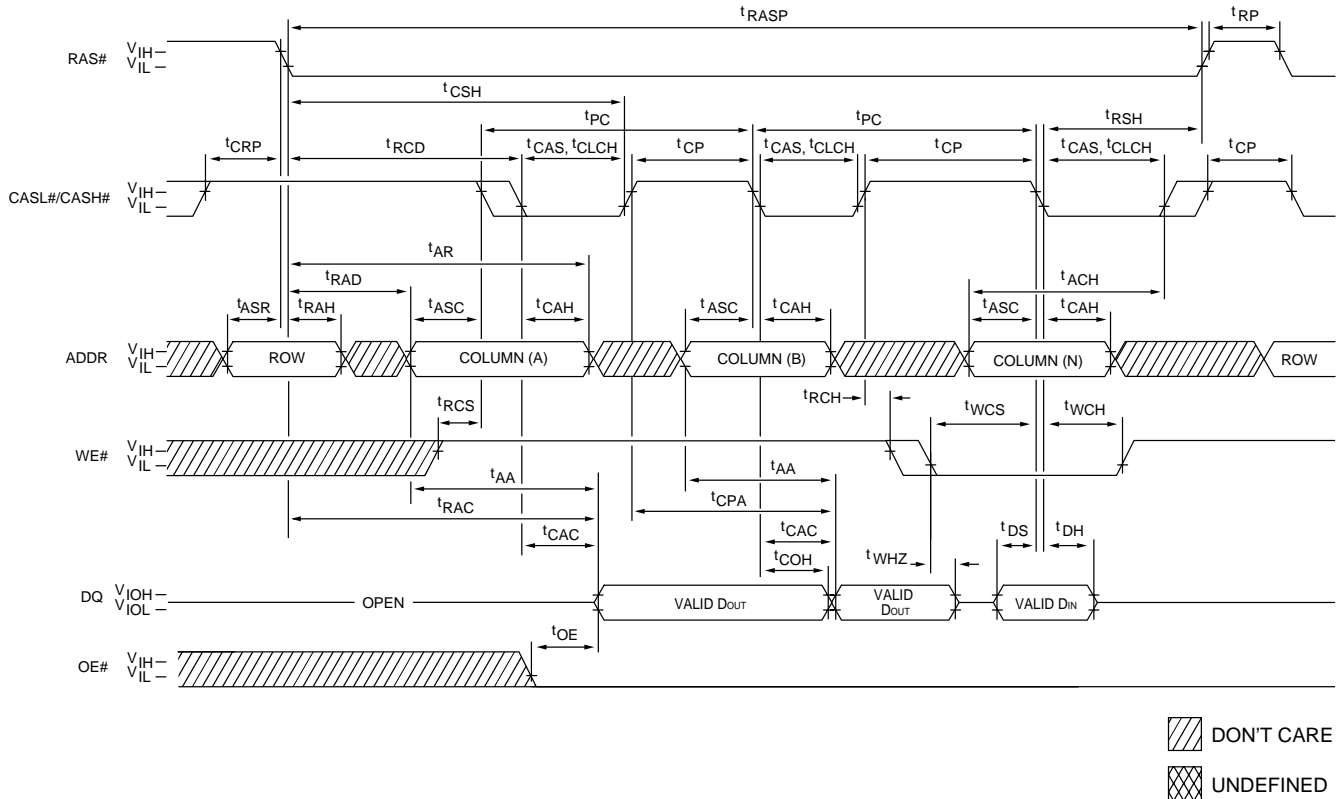 tRASP tRP
RAS# VIH VIL
tCSH
tPC tPC tRSH
tCRP tRCD tCAS, tCLCH tCP tCAS, tCLCH tCP tCAS, tCLCH tCP
CASL#/CASH# VIH VIL
tAR
tRAD tACH
tASR tRAH tASC tCAH tASC tCAH tASC tCAH
ADDR VIH VIL ROW COLUMN (A) COLUMN (B) COLUMN (N) ROW
tRCS tRCH tWCS tWCH
WE# VIH VIL
tAA tAA
tRAC tCPA
tCAC tCAC tDS tDH
tCOH tWHZ
DQ VIOH VIOL OPEN VALID DOUT VALID DOUT VALID DIN
tOE
OE# VIH VIL
DON'T CARE
UNDEFINED